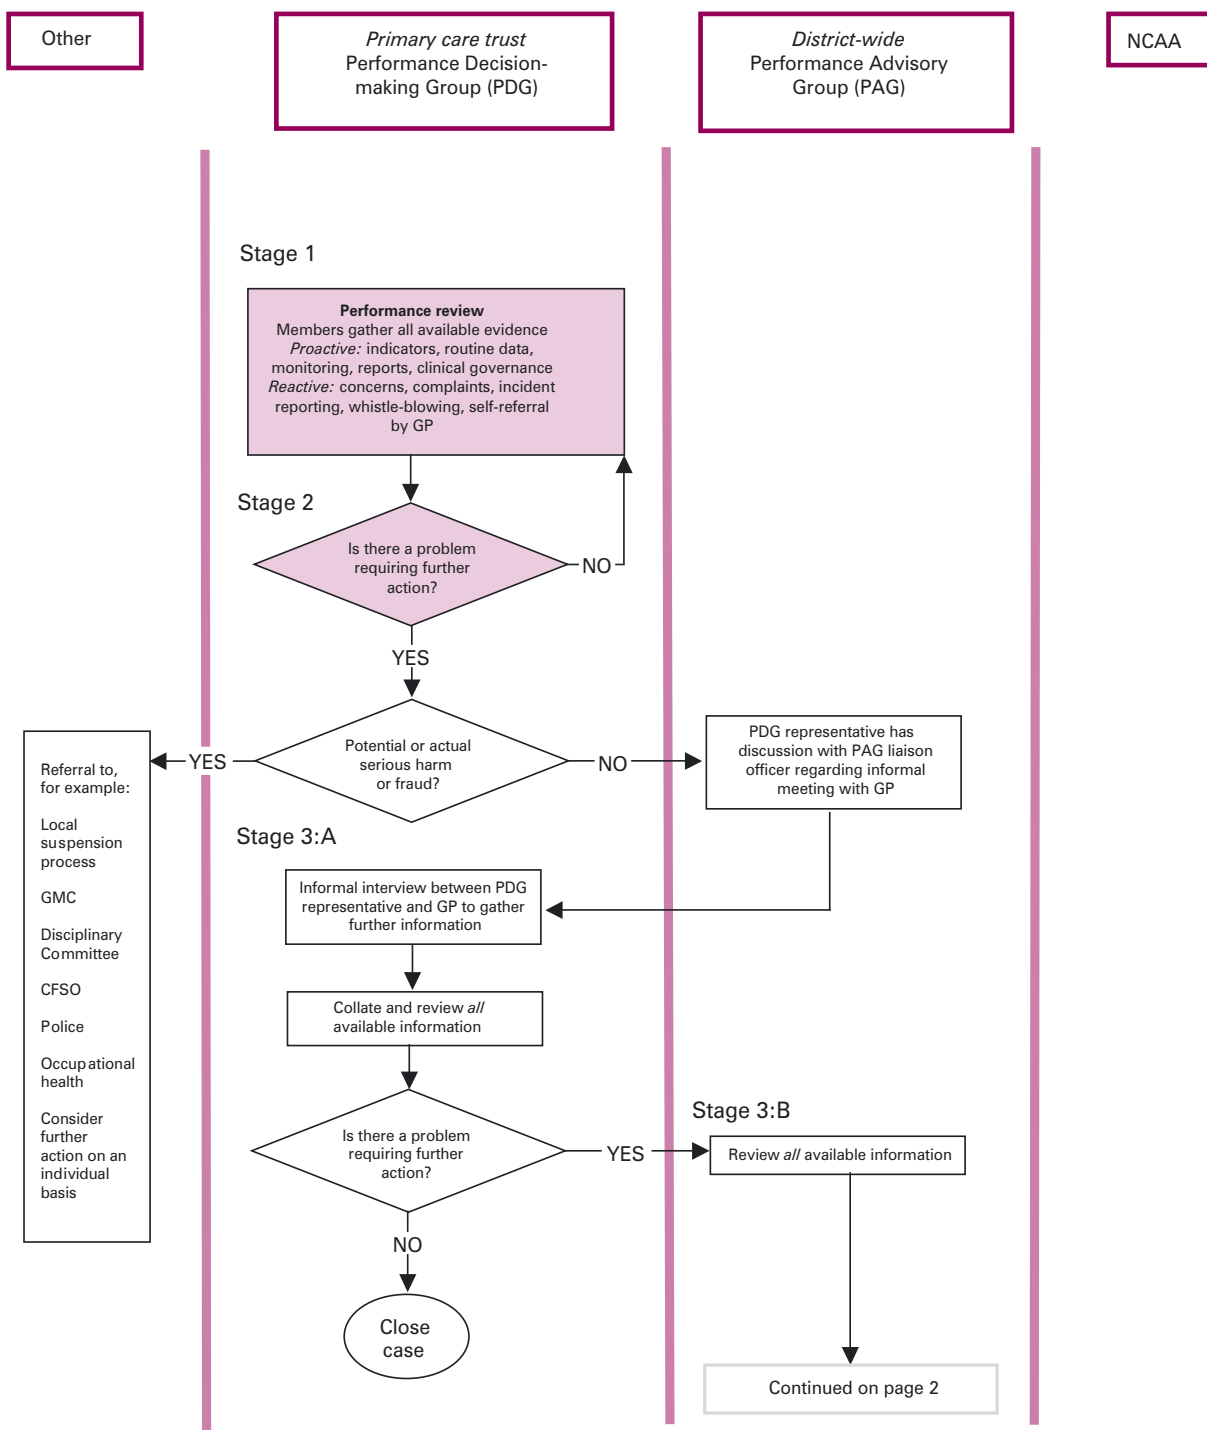 Other
Primary care trust
Performance Decision-
making Group (PDG)
District-wide
Performance Advisory
Group (PAG)
NCAA
Stage 1
Performance review
Members gather all available evidence
Proactive: indicators, routine data,
monitoring, reports, clinical governance
Reactive: concerns, complaints, incident
reporting, whistle-blowing, self-referral
by GP
Stage 2
Is there a problem
requiring further
action?
NO
YES
Potential or actual
serious harm
or fraud?
YES
NO
PDG representative has
discussion with PAG liaison
officer regarding informal
meeting with GP
Referral to,
for example:
Local
suspension
process
GMC
Disciplinary
Committee
CFSO
Police
Occupational
health
Consider
further
action on an
individual
basis
Stage 3:A
Informal interview between PDG
representative and GP to gather
further information
Collate and review all
available information
Is there a problem
requiring further
action?
YES
Stage 3:B
Review all available information
NO
Close
case
Continued on page 2